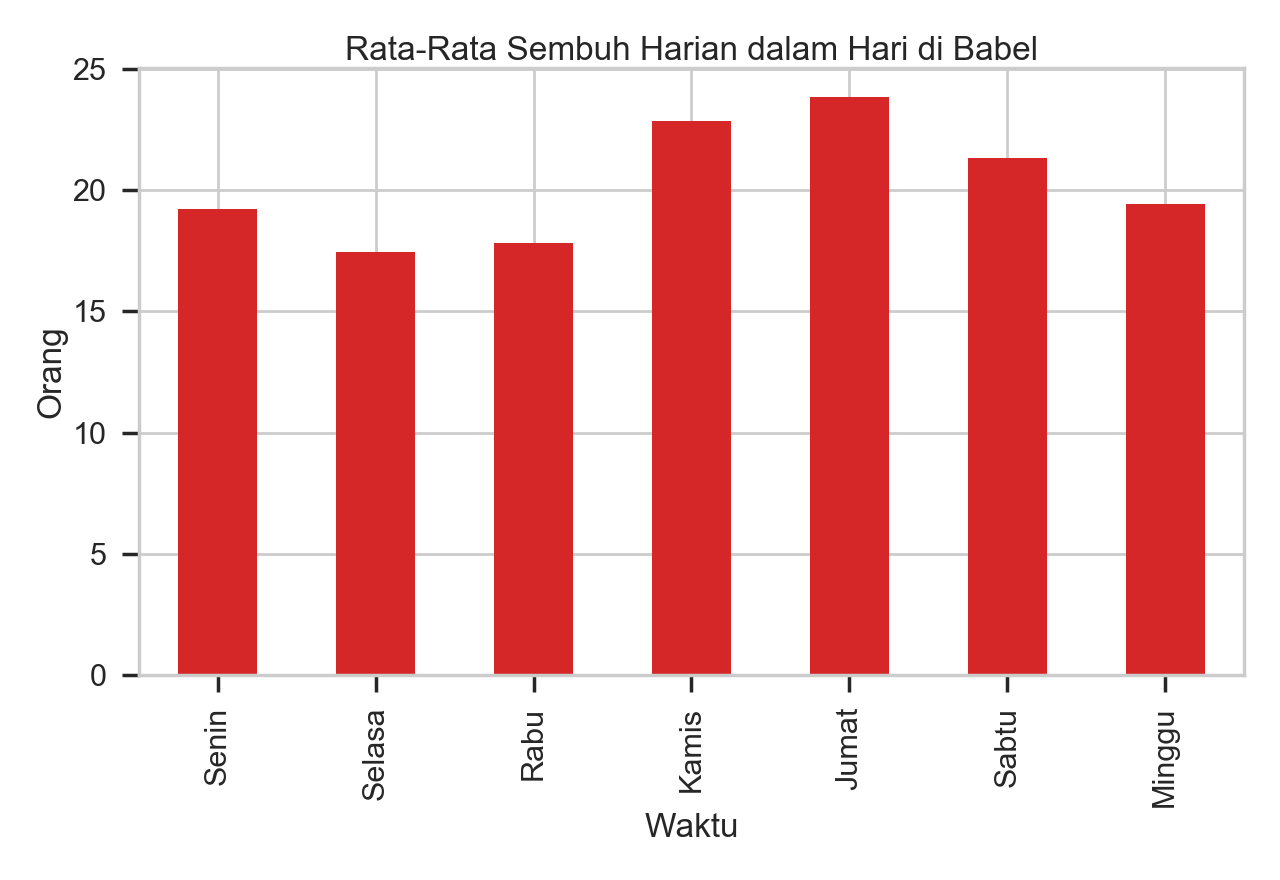 Rata-Rata Sembuh Harian dalam Hari di Babel
25
20
15
10
5
0
Orang
Senin
Selasa
Rabu
Kamis
Jumat
Sabtu
Minggu
Waktu